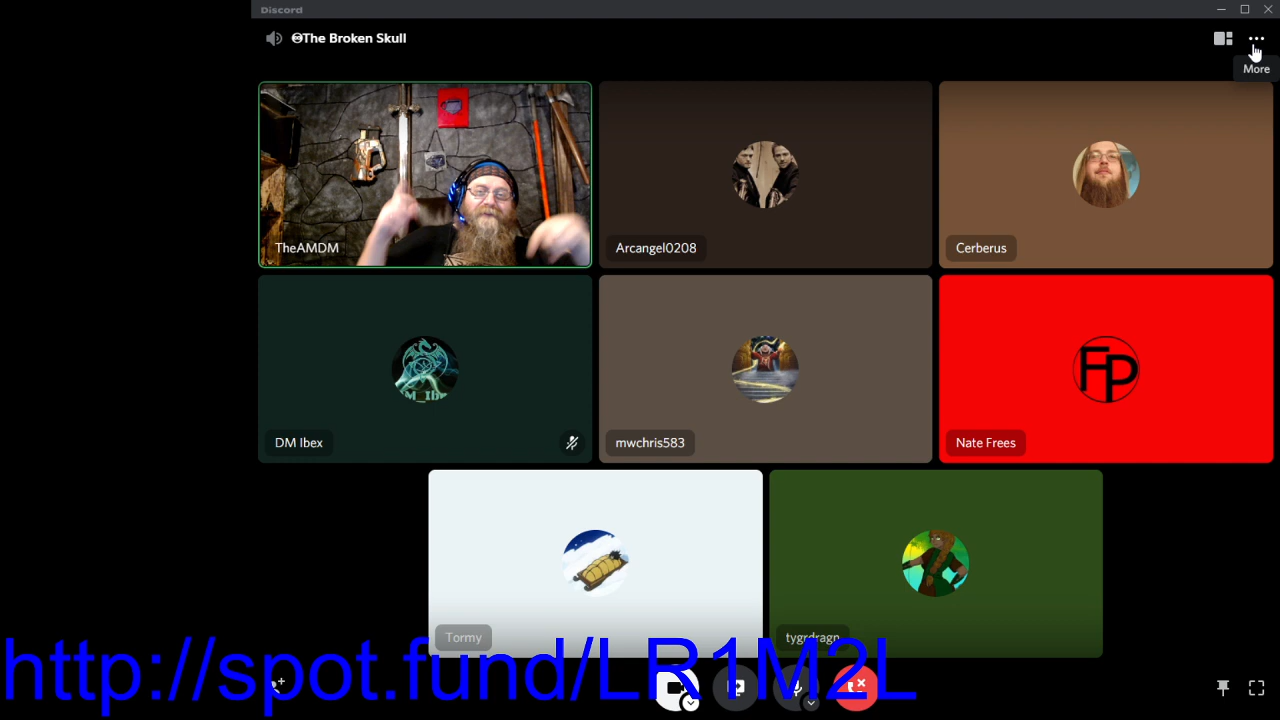 Discord
The Broken Skull
More
TheAMDM
Arcangel0208
Cerberus
DM Ibex
mwchris583
FP
Nate Frees
Tormy
tygrdragn
http://spot.fund/LR1M2L